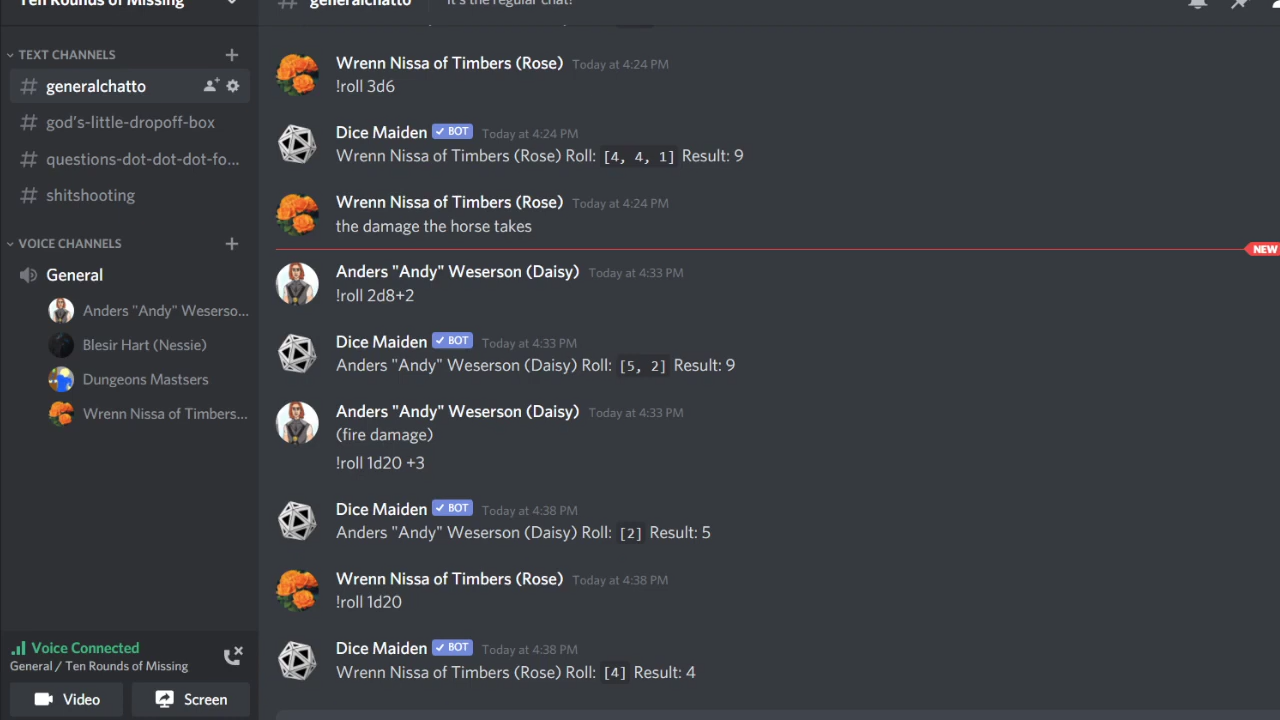 Ten Rounds of Missing
# generalchatto
It's the regular chat!
TEXT CHANNELS
# generalchatto
# god's-little-dropoff-box
# questions-dot-dot-dot-fo...
# shitshooting
VOICE CHANNELS
General
Anders "Andy" Weserso...
Blesir Hart (Nessie)
Dungeons Mastsers
Wrenn Nissa of Timbers...
Voice Connected
General / Ten Rounds of Missing
Video
Screen
Wrenn Nissa of Timbers (Rose) Today at 4:24 PM
!roll 3d6
Dice Maiden ✓ BOT Today at 4:24 PM
Wrenn Nissa of Timbers (Rose) Roll: [4, 4, 1] Result: 9
Wrenn Nissa of Timbers (Rose) Today at 4:24 PM
the damage the horse takes
NEW
Anders "Andy" Weserson (Daisy) Today at 4:33 PM
!roll 2d8+2
Dice Maiden ✓ BOT Today at 4:33 PM
Anders "Andy" Weserson (Daisy) Roll: [5, 2] Result: 9
Anders "Andy" Weserson (Daisy) Today at 4:33 PM
(fire damage)
!roll 1d20 +3
Dice Maiden ✓ BOT Today at 4:38 PM
Anders "Andy" Weserson (Daisy) Roll: [2] Result: 5
Wrenn Nissa of Timbers (Rose) Today at 4:38 PM
!roll 1d20
Dice Maiden ✓ BOT Today at 4:38 PM
Wrenn Nissa of Timbers (Rose) Roll: [4] Result: 4